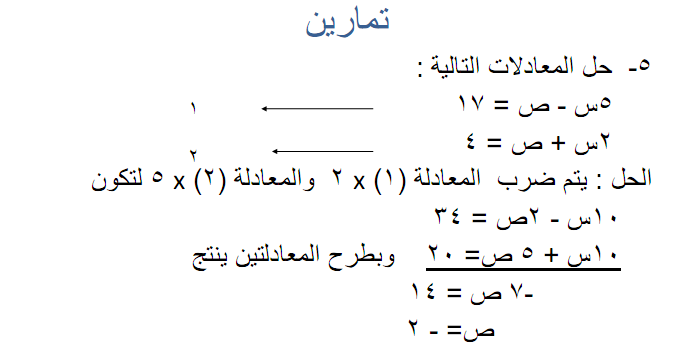 تمارين
٥- حل المعادلات التالية :
٥س - ص = ١٧ ١
٢س + ص = ٤ ٢
الحل : يتم ضرب المعادلة (١) x ٢ والمعادلة (٢) x ٥ لتكون
١٠س - ٢ص = ٣٤
١٠س + ٥ ص= ٢٠ وبطرح المعادلتين ينتج
-٧ ص = ١٤
ص= - ٢